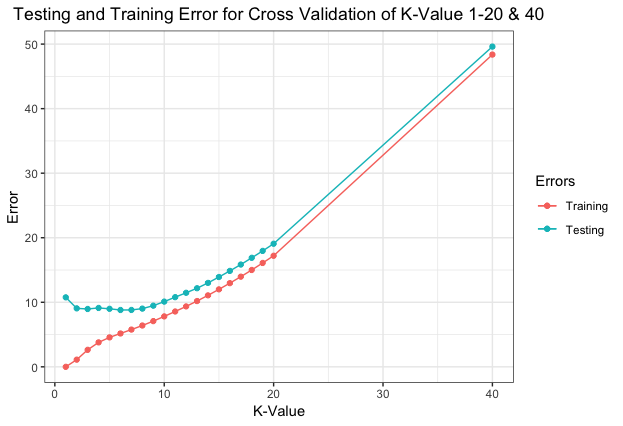 Testing and Training Error for Cross Validation of K-Value 1-20 & 40
50
40
30
20
10
0
Error
0 10 20 30 40
K-Value
Errors
Training
Testing